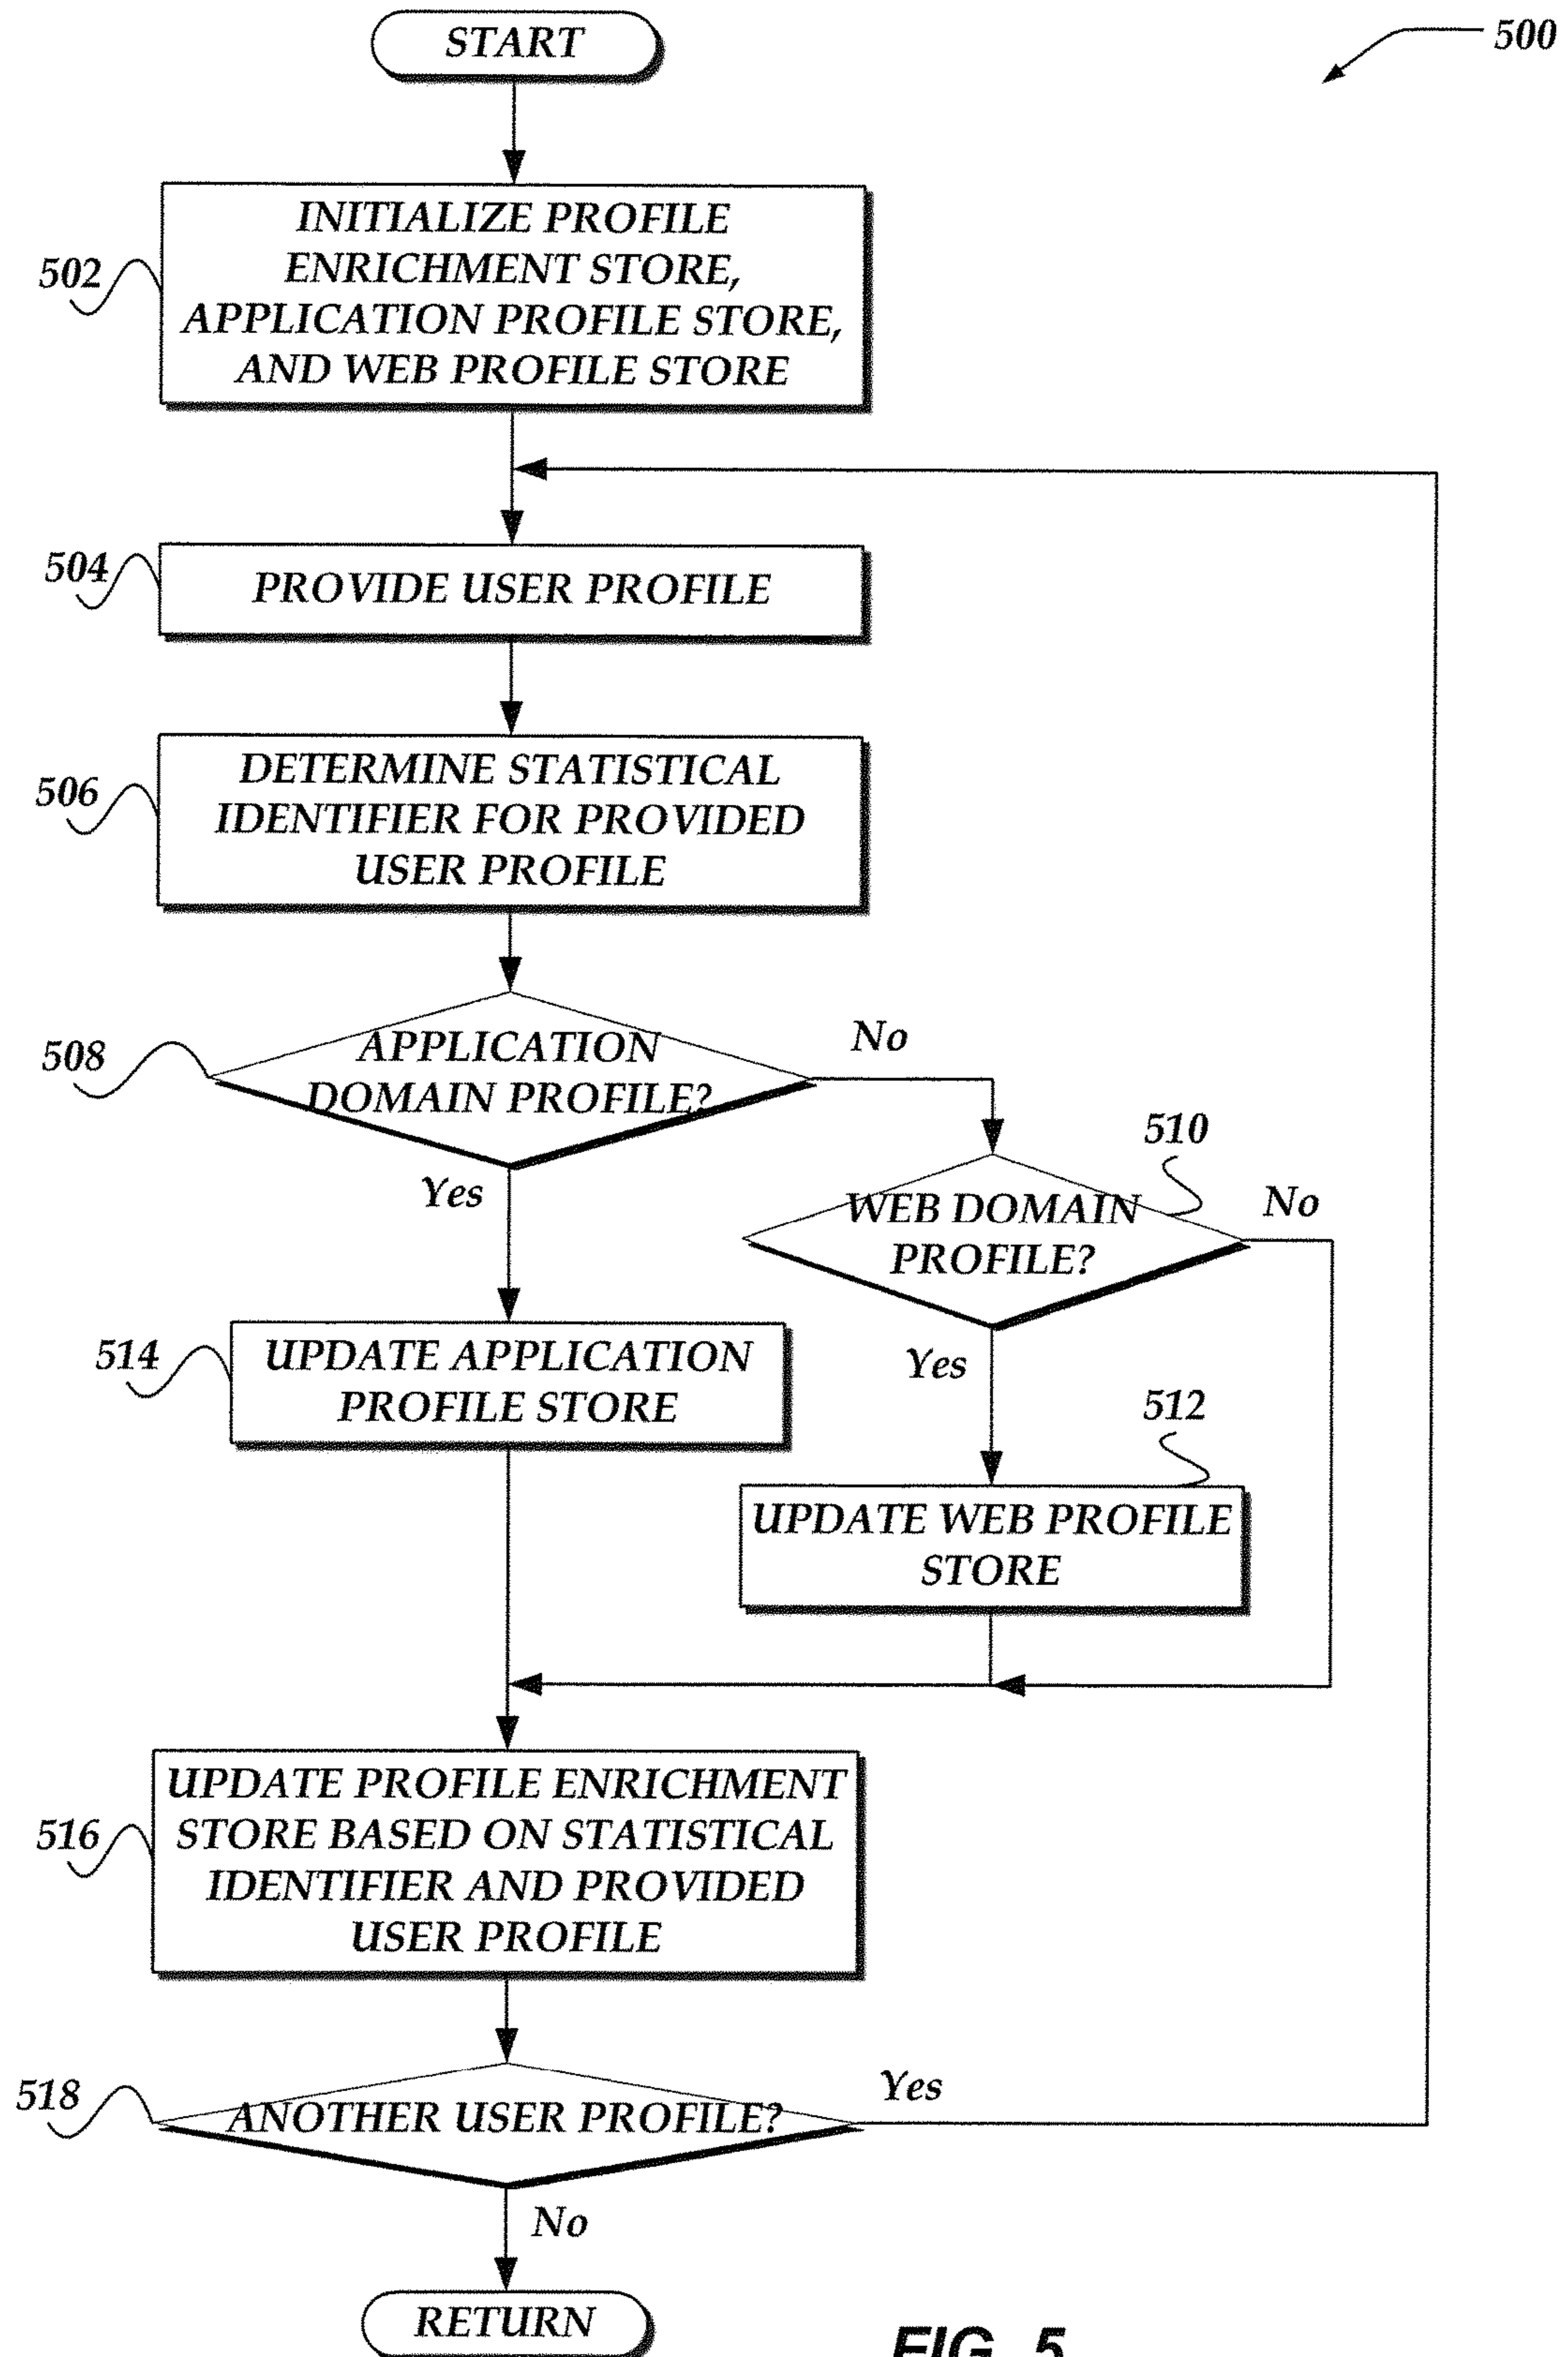 START
500
502
INITIALIZE PROFILE
ENRICHMENT STORE,
APPLICATION PROFILE STORE,
AND WEB PROFILE STORE
504
PROVIDE USER PROFILE
506
DETERMINE STATISTICAL
IDENTIFIER FOR PROVIDED
USER PROFILE
508
APPLICATION
DOMAIN PROFILE?
No
Yes
510
WEB DOMAIN
PROFILE?
No
Yes
514
UPDATE APPLICATION
PROFILE STORE
512
UPDATE WEB PROFILE
STORE
516
UPDATE PROFILE ENRICHMENT
STORE BASED ON STATISTICAL
IDENTIFIER AND PROVIDED
USER PROFILE
518
ANOTHER USER PROFILE?
Yes
No
RETURN
FIG. 5